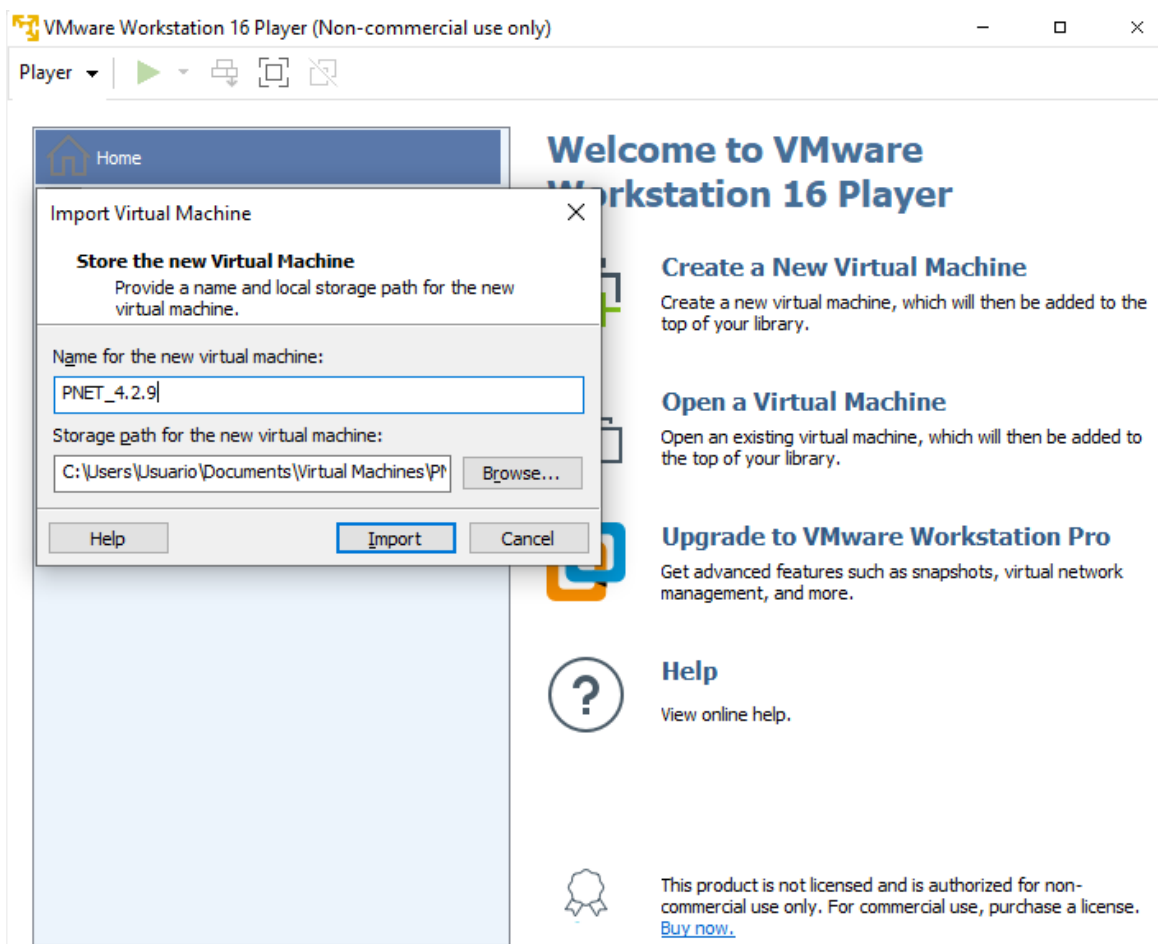 VMware Workstation 16 Player (Non-commercial use only)
Player
Home
Welcome to VMware
Workstation 16 Player
Import Virtual Machine
Store the new Virtual Machine
Provide a name and local storage path for the new
virtual machine.
Name for the new virtual machine:
PNET_4.2.9
Storage path for the new virtual machine:
C:\Users\Usuario\Documents\Virtual Machines\PN
Browse...
Help
Import
Cancel
Create a New Virtual Machine
Create a new virtual machine, which will then be added to the
top of your library.
Open a Virtual Machine
Open an existing virtual machine, which will then be added to
the top of your library.
Upgrade to VMware Workstation Pro
Get advanced features such as snapshots, virtual network
management, and more.
Help
View online help.
This product is not licensed and is authorized for non-
commercial use only. For commercial use, purchase a license.
Buy now.